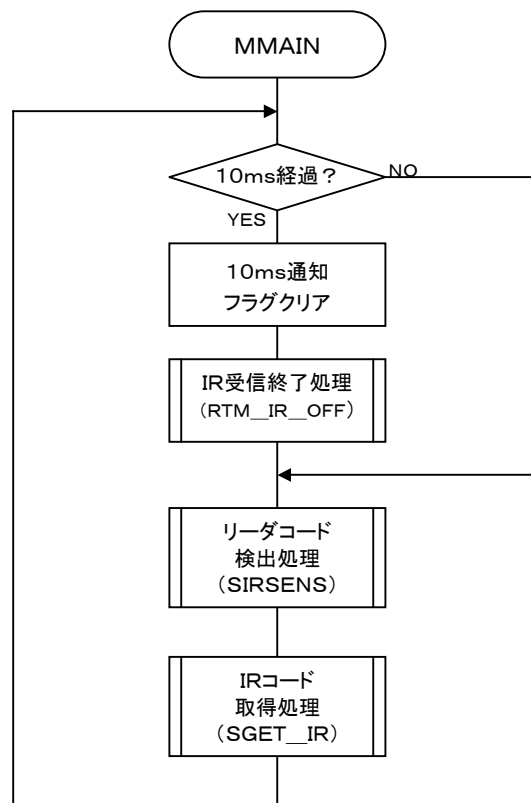 MMAIN
10ms経過？
NO
YES
10ms通知
フラグクリア
IR受信終了処理
(RTM＿IR＿OFF)
リーダコード
検出処理
(SIRSENS)
IRコード
取得処理
(SGET＿IR)